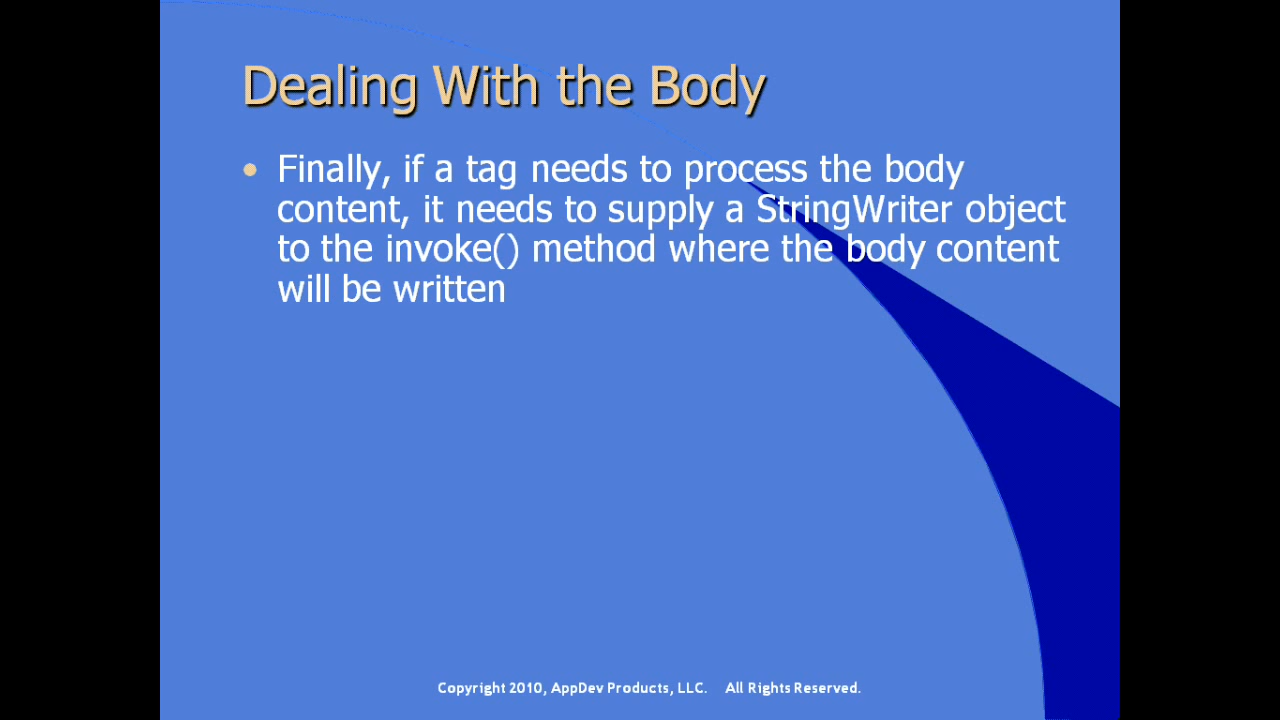 Dealing With the Body
• Finally, if a tag needs to process the body
content, it needs to supply a StringWriter object
to the invoke() method where the body content
will be written
Copyright 2010, AppDev Products, LLC. All Rights Reserved.